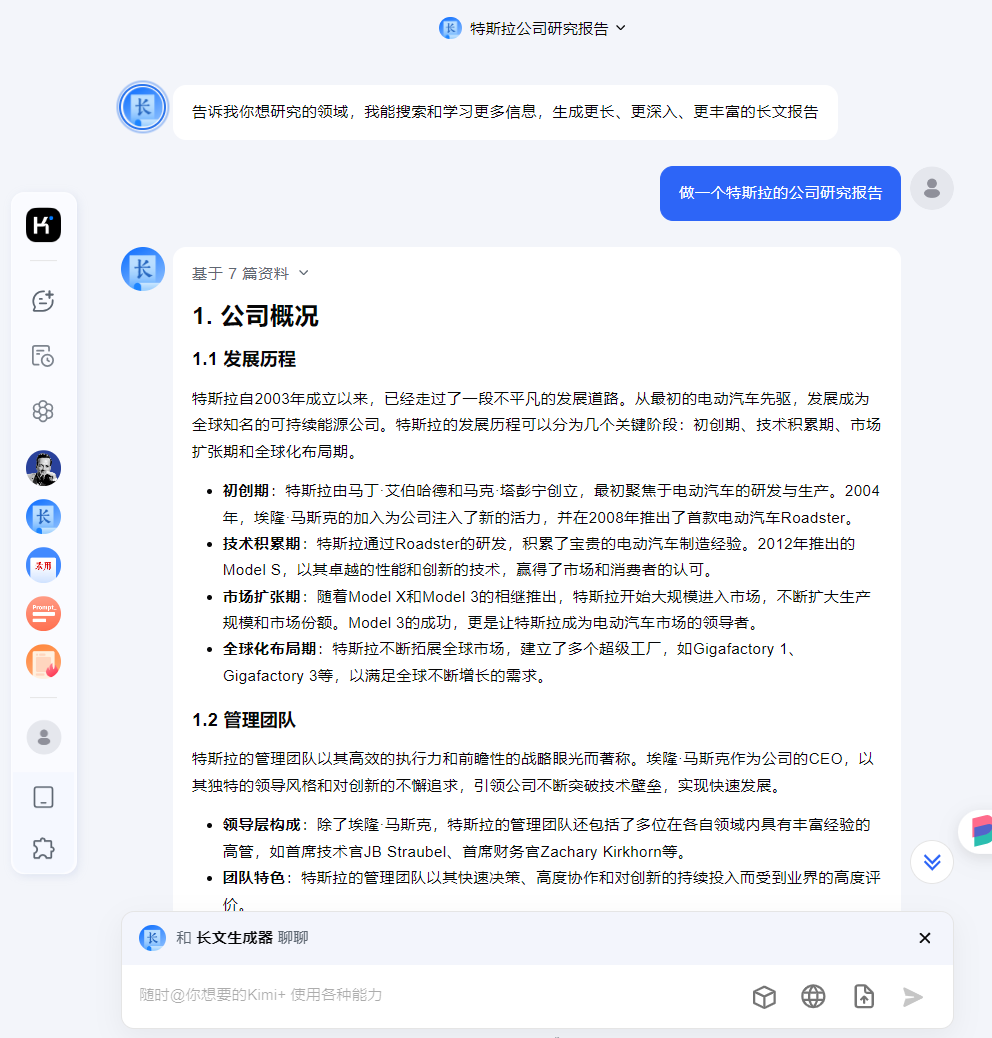 长 特斯拉公司研究报告
长 告诉我你想研究的领域，我能搜索和学习更多信息，生成更长、更深入、更丰富的长文报告
做一个特斯拉的公司研究报告
K
长
农用
Prompt
长 基于 7 篇资料
1. 公司概况
1.1 发展历程
特斯拉自2003年成立以来，已经走过了一段不平凡的发展道路。从最初的电动汽车先驱，发展成为
全球知名的可持续能源公司。特斯拉的发展历程可以分为几个关键阶段：初创期、技术积累期、市场
扩张期和全球化布局期。
• 初创期：特斯拉由马丁·艾伯哈德和马克·塔彭宁创立，最初聚焦于电动汽车的研发与生产。2004
年，埃隆·马斯克的加入为公司注入了新的活力，并在2008年推出了首款电动汽车Roadster。
• 技术积累期：特斯拉通过Roadster的研发，积累了宝贵的电动汽车制造经验。2012年推出的
Model S，以其卓越的性能和创新的技术，赢得了市场和消费者的认可。
• 市场扩张期：随着Model X和Model 3的相继推出，特斯拉开始大规模进入市场，不断扩大生产
规模和市场份额。Model 3的成功，更是让特斯拉成为电动汽车市场的领导者。
• 全球化布局期：特斯拉不断拓展全球市场，建立了多个超级工厂，如Gigafactory 1、
Gigafactory 3等，以满足全球不断增长的需求。
1.2 管理团队
特斯拉的管理团队以其高效的执行力和前瞻性的战略眼光而著称。埃隆·马斯克作为公司的CEO，以
其独特的领导风格和对创新的不懈追求，引领公司不断突破技术壁垒，实现快速发展。
• 领导层构成：除了埃隆·马斯克，特斯拉的管理团队还包括了多位在各自领域内具有丰富经验的
高管，如首席技术官JB Straubel、首席财务官Zachary Kirkhorn等。
• 团队特色：特斯拉的管理团队以其快速决策、高度协作和对创新的持续投入而受到业界的高度评
价。
长 和 长文生成器 聊聊
随时@你想要的Kimi+ 使用各种能力